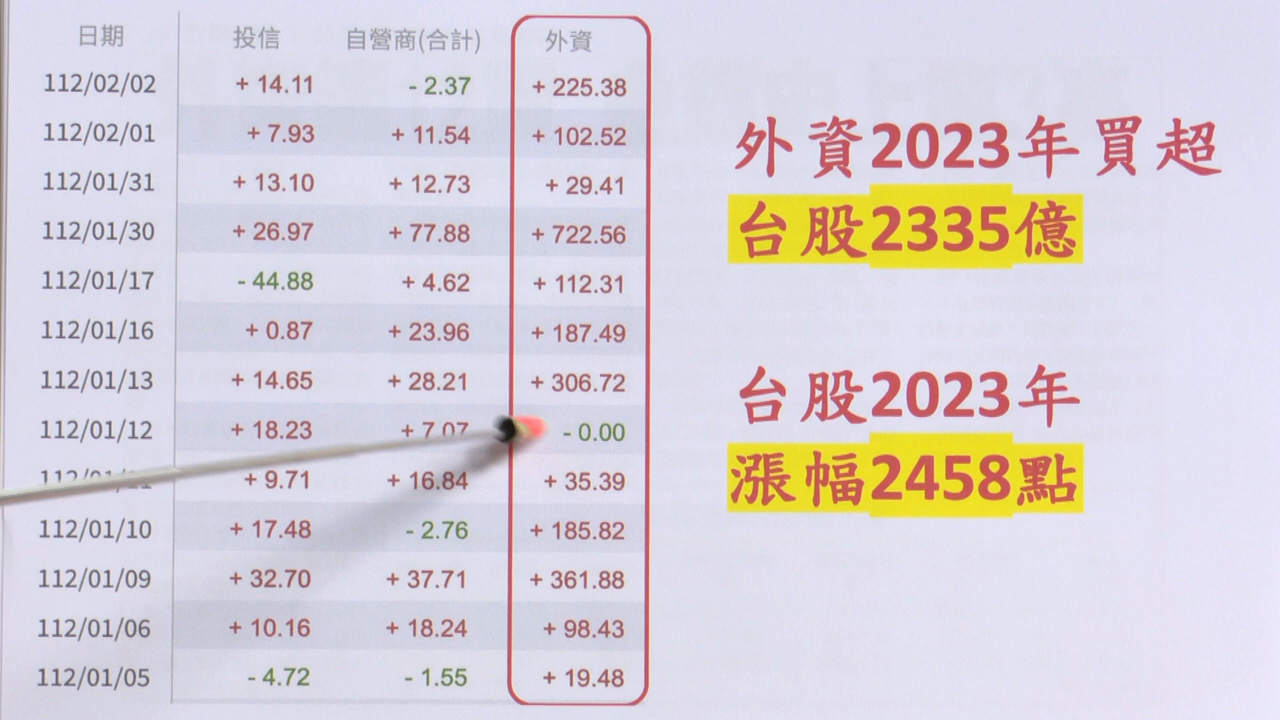 日期 投信 自營商(合計) 外資
112/02/02 + 14.11 - 2.37 + 225.38
112/02/01 + 7.93 + 11.54 + 102.52
112/01/31 + 13.10 + 12.73 + 29.41
112/01/30 + 26.97 + 77.88 + 722.56
112/01/17 - 44.88 + 4.62 + 112.31
112/01/16 + 0.87 + 23.96 + 187.49
112/01/13 + 14.65 + 28.21 + 306.72
112/01/12 + 18.23 + 7.07 - 0.00
+ 9.71 + 16.84 + 35.39
112/01/10 + 17.48 - 2.76 + 185.82
112/01/09 + 32.70 + 37.71 + 361.88
112/01/06 + 10.16 + 18.24 + 98.43
112/01/05 - 4.72 - 1.55 + 19.48
外資2023年買超
台股2335億
台股2023年
漲幅2458點